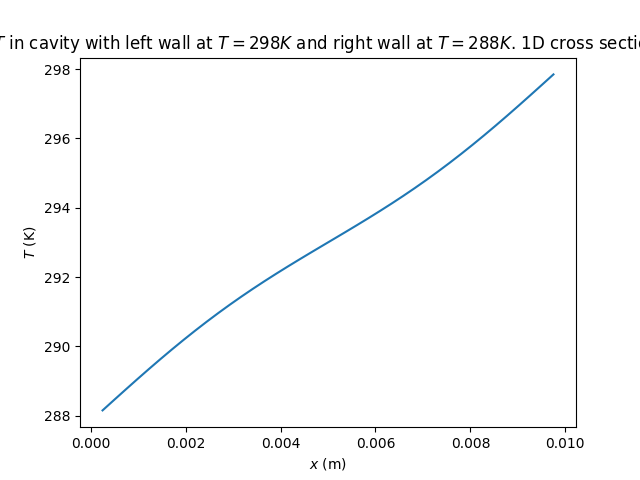 T in cavity with left wall at T = 298K and right wall at T = 288K. 1D cross secti
298
296
294
292
290
288
T (K)
0.000 0.002 0.004 0.006 0.008 0.010
x (m)